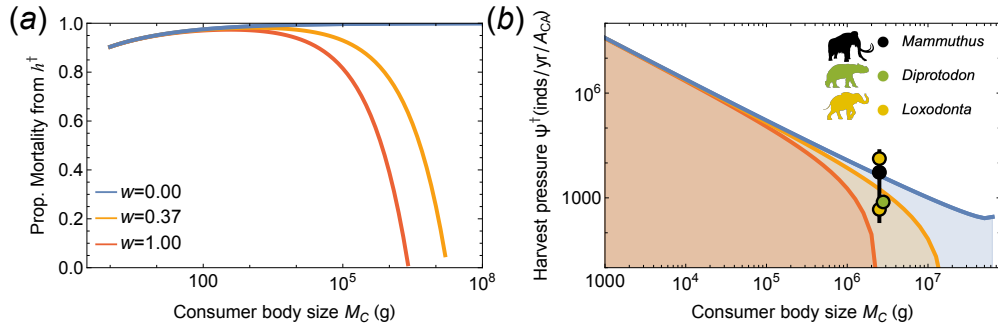 (a)
Prop. Mortality from h†
1.0
0.8
0.6
0.4
0.2
0.0
w=0.00
w=0.37
w=1.00
100
10^5
10^8
Consumer body size M_C (g)
(b)
Harvest pressure Ψ† (inds/yr/A_CA)
10^6
1000
Mammuthus
Diprotodon
Loxodonta
1000
10^4
10^5
10^6
10^7
Consumer body size M_C (g)